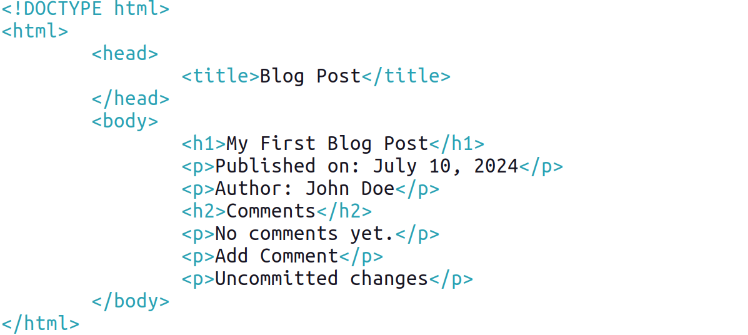 <!DOCTYPE html>
<html>
<head>
<title>Blog Post</title>
</head>
<body>
<h1>My First Blog Post</h1>
<p>Published on: July 10, 2024</p>
<p>Author: John Doe</p>
<h2>Comments</h2>
<p>No comments yet.</p>
<p>Add Comment</p>
<p>Uncommitted changes</p>
</body>
</html>